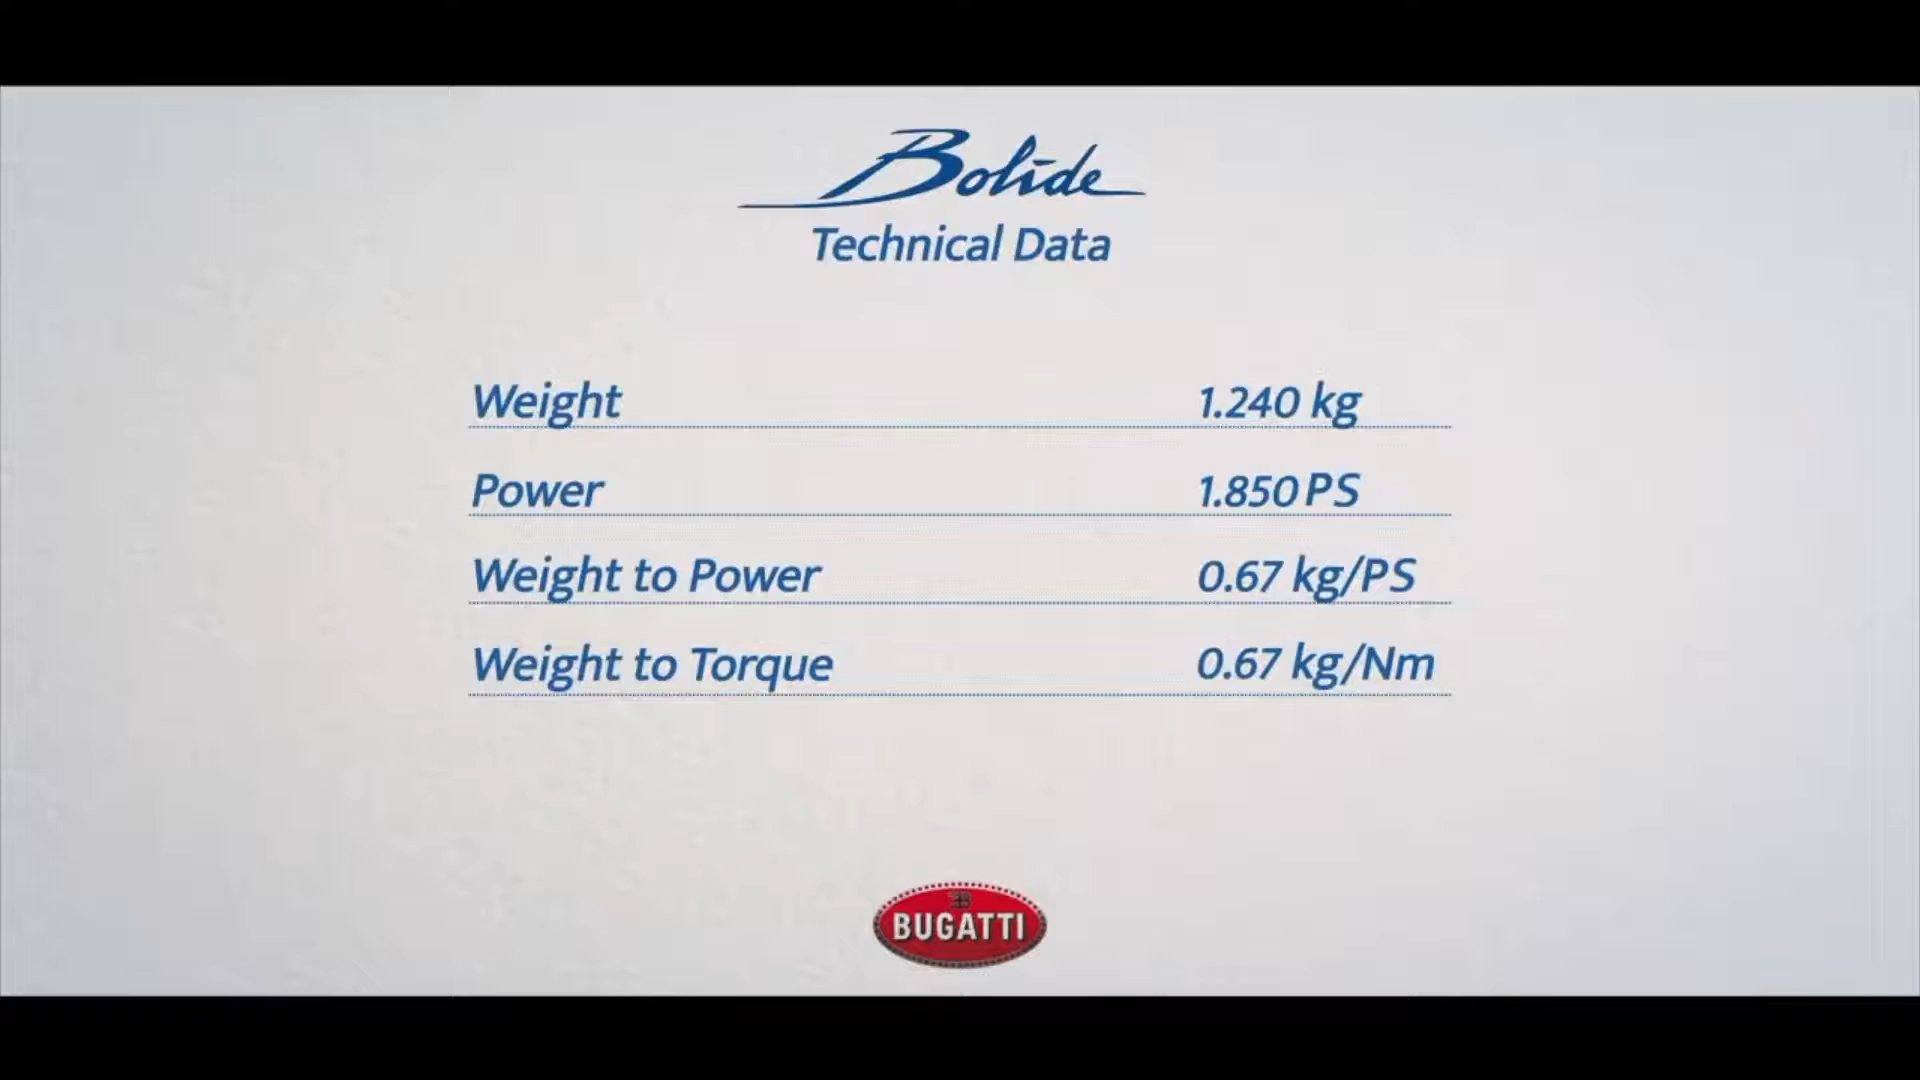 Bolide
Technical Data
Weight 1.240 kg
Power 1.850 PS
Weight to Power 0.67 kg/PS
Weight to Torque 0.67 kg/Nm
EB
BUGATTI